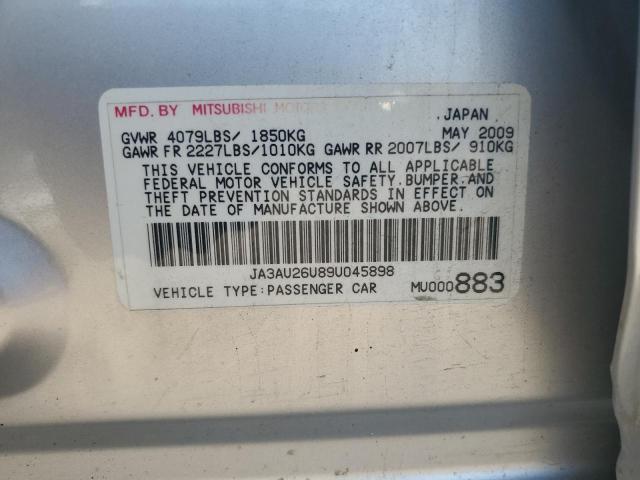 MFD. BY MITSUBISHI MOTORS
JAPAN
GVWR 4079LBS/ 1850KG MAY 2009
GAWR FR 2227LBS/1010KG GAWR RR 2007LBS/ 910KG
THIS VEHICLE CONFORMS TO ALL APPLICABLE
FEDERAL MOTOR VEHICLE SAFETY.BUMPER.AND
THEFT PREVENTION STANDARDS IN EFFECT ON
THE DATE OF MANUFACTURE SHOWN ABOVE.
JA3AU26U89U045898
VEHICLE TYPE:PASSENGER CAR MU000883